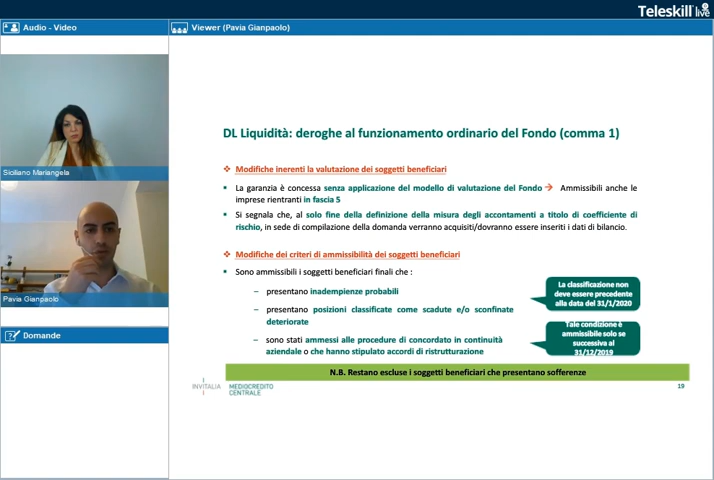 Teleskill live
Audio - Video
Viewer (Pavia Gianpaolo)
Siciliano Mariangela
Pavia Gianpaolo
Domande
DL Liquidità: deroghe al funzionamento ordinario del Fondo (comma 1)
Modifiche inerenti la valutazione dei soggetti beneficiari
La garanzia è concessa senza applicazione del modello di valutazione del Fondo → Ammissibili anche le
imprese rientranti in fascia 5
Si segnala che, al solo fine della definizione della misura degli accantonamenti a titolo di coefficiente di
rischio, in sede di compilazione della domanda verranno acquisiti/dovranno essere inseriti i dati di bilancio.
Modifiche dei criteri di ammissibilità dei soggetti beneficiari
Sono ammissibili i soggetti beneficiari finali che :
– presentano inadempienze probabili
– presentano posizioni classificate come scadute e/o sconfinate
deteriorate
– sono stati ammessi alle procedure di concordato in continuità
aziendale o che hanno stipulato accordi di ristrutturazione
La classificazione non
deve essere precedente
alla data del 31/1/2020
Tale condizione è
ammissibile solo se
successiva al
31/12/2019
N.B. Restano escluse i soggetti beneficiari che presentano sofferenze
INVITALIA
MEDIOCREDITO
CENTRALE
19